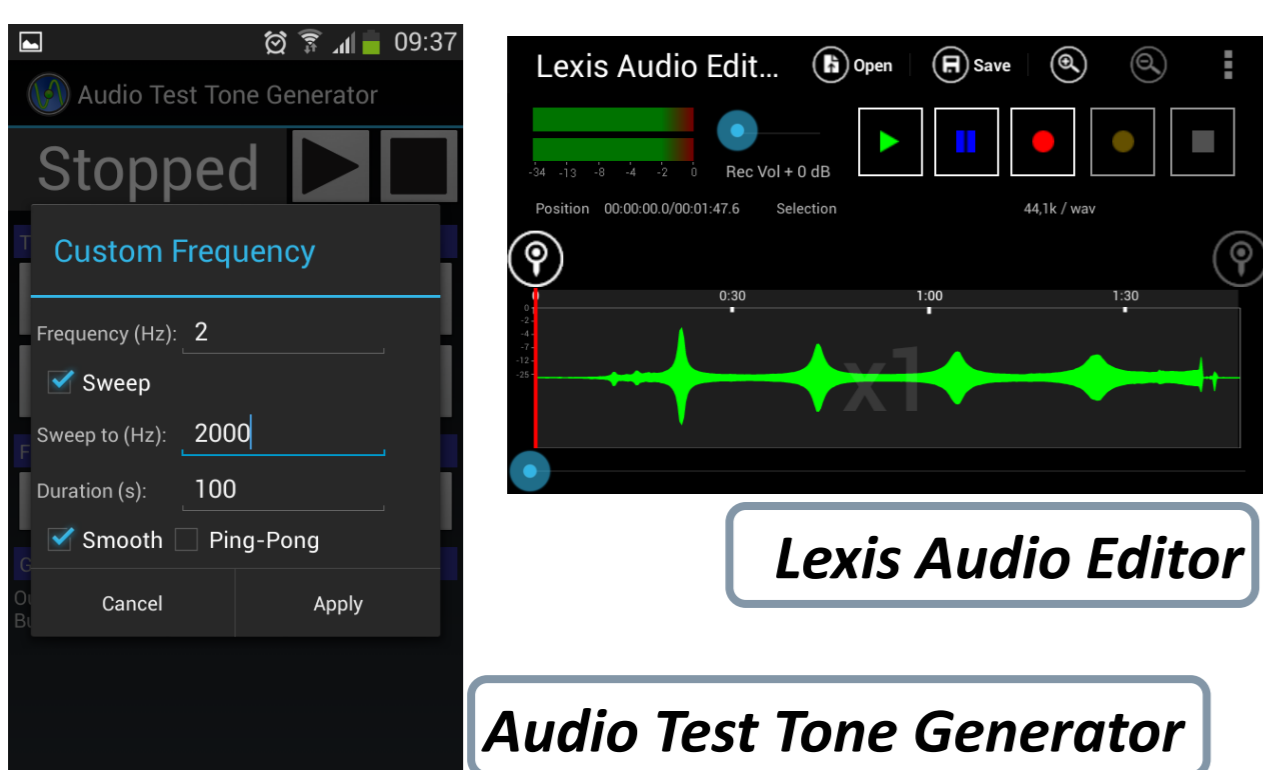 09:37
Audio Test Tone Generator
Stopped
T
Custom Frequency
Frequency (Hz): 2
Sweep
Sweep to (Hz): 2000
F
Duration (s): 100
Smooth Ping-Pong
G
Ou
Bu
Cancel Apply
Lexis Audio Edit... Open Save
-34 -13 -8 -4 -2 0
Rec Vol + 0 dB
Position 00:00:00.0/00:01:47.6 Selection 44,1k / wav
0 0:30 1:00 1:30
0
-2
-4
-7
-12
-25
x1
Lexis Audio Editor
Audio Test Tone Generator